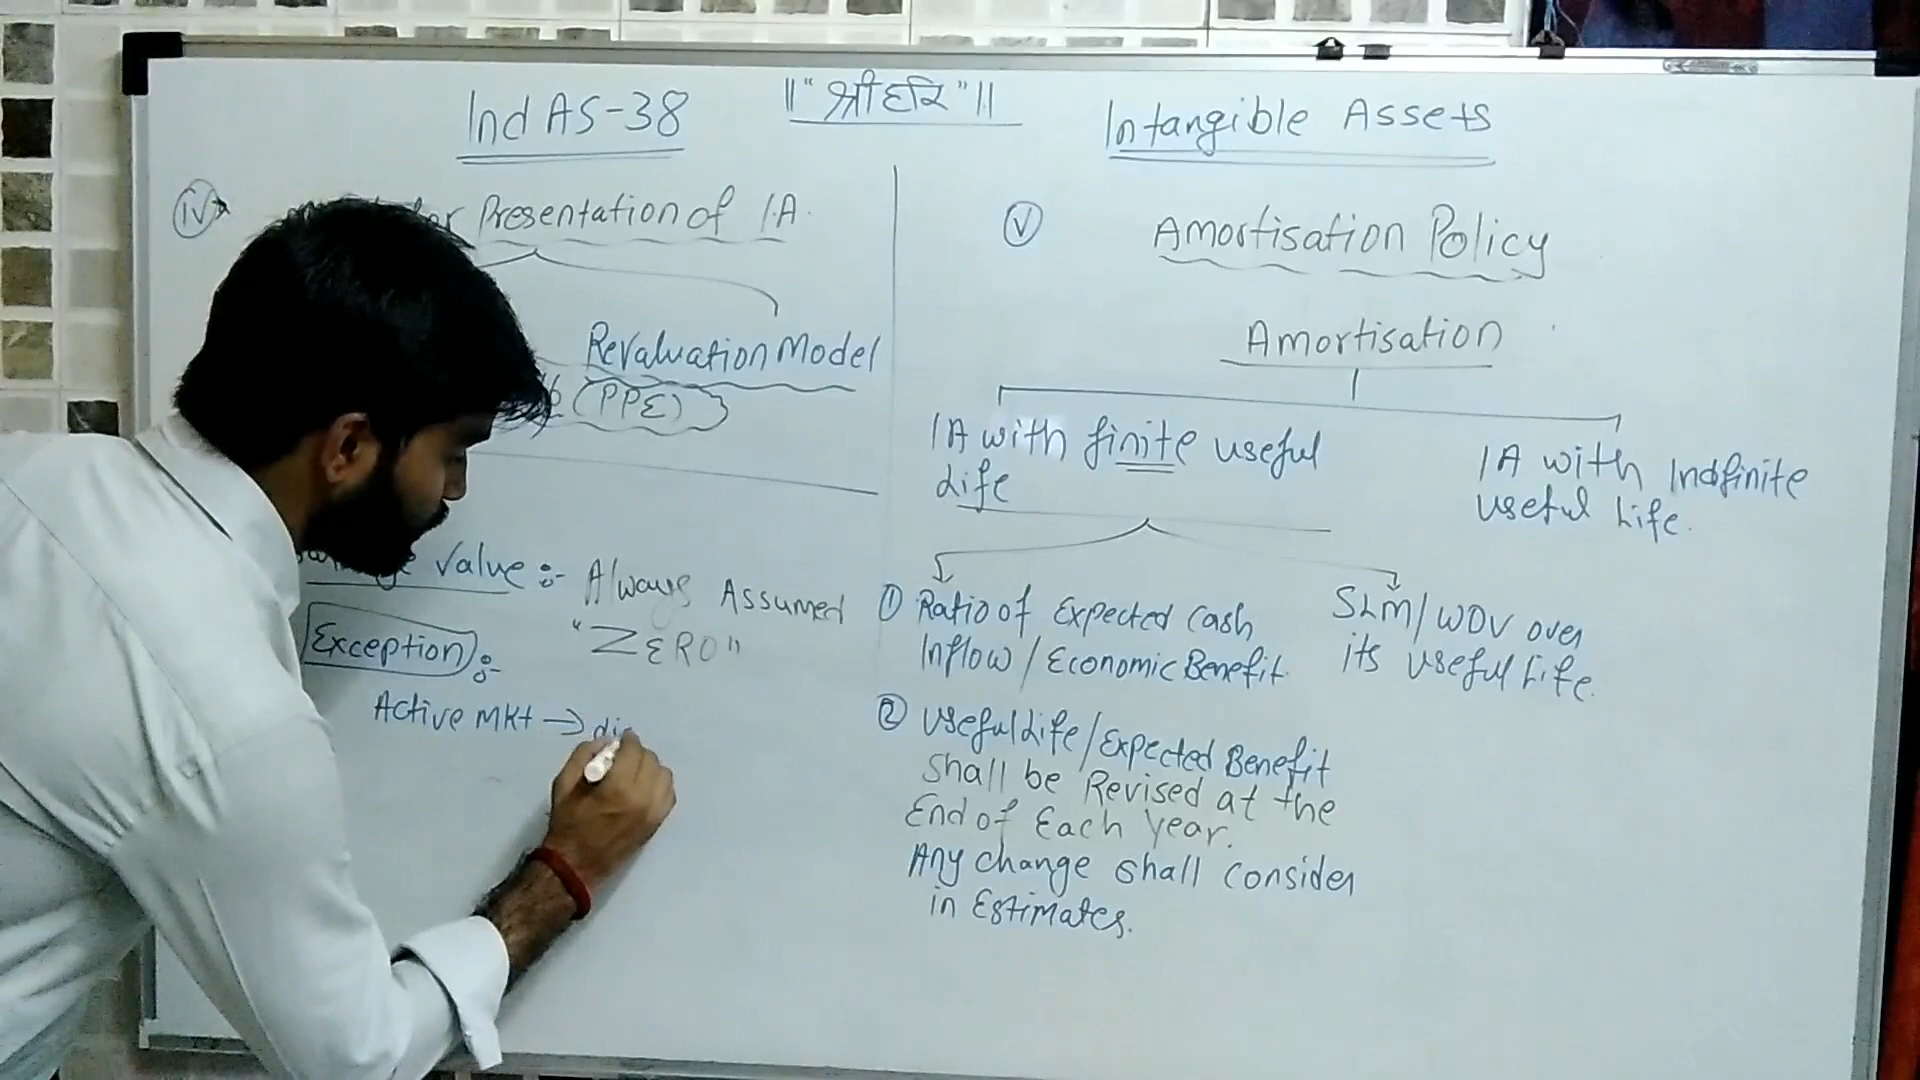 Ind AS-38
॥ "श्रीहरि" ॥
Intangible Assets
iv
Presentation of I.A.
Revaluation Model
(PPE)
Value :- Always Assumed
"ZERO"
Exception :-
Active Mkt → di
V
Amortisation Policy
Amortisation
IA with finite useful
Life
IA with Indefinite
useful Life.
① Ratio of Expected Cash
Inflow / Economic Benefit.
SLM / WDV over
its useful Life.
② Useful Life / Expected Benefit
Shall be Revised at the
End of Each Year.
Any change shall consider
in Estimates.